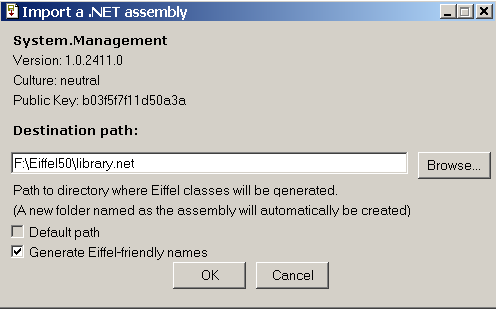 Import a .NET assembly
System.Management
Version: 1.0.2411.0
Culture: neutral
Public Key: b03f5f7f11d50a3a
Destination path:
F:\Eiffel50\library.net
Browse...
Path to directory where Eiffel classes will be generated.
(A new folder named as the assembly will automatically be created)
Default path
Generate Eiffel-friendly names
OK Cancel